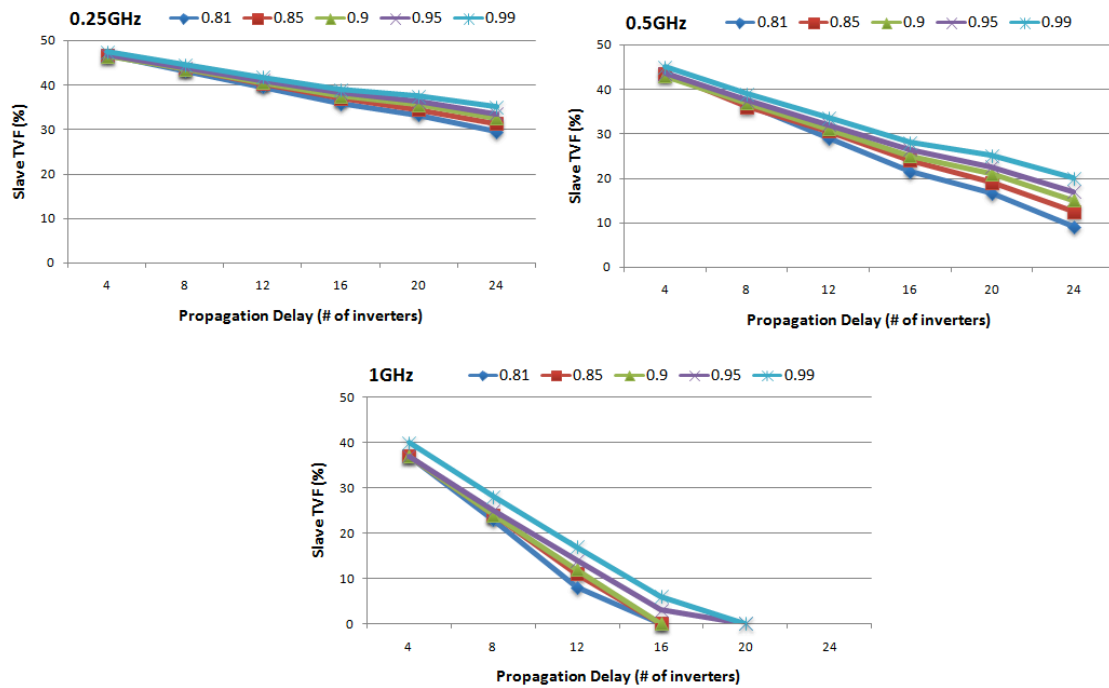 0.25GHz 0.81 0.85 0.9 0.95 0.99
50
40
30
20
10
0
Slave TVF (%)
4 8 12 16 20 24
Propagation Delay (# of inverters)
0.5GHz 0.81 0.85 0.9 0.95 0.99
50
40
30
20
10
0
Slave TVF (%)
4 8 12 16 20 24
Propagation Delay (# of inverters)
1GHz 0.81 0.85 0.9 0.95 0.99
50
40
30
20
10
0
Slave TVF (%)
4 8 12 16 20 24
Propagation Delay (# of inverters)